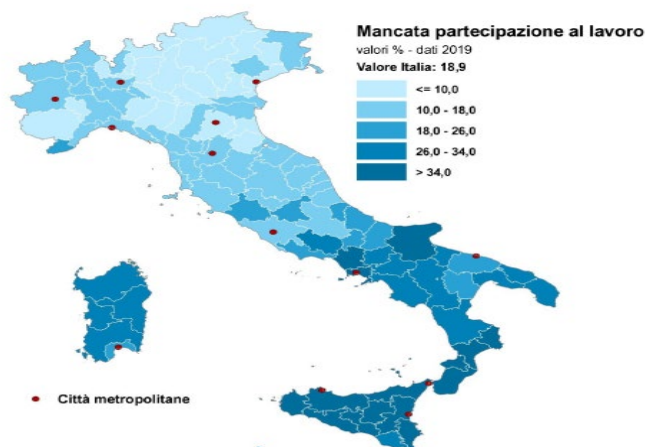 Mancata partecipazione al lavoro
valori % - dati 2019
Valore Italia: 18,9
<= 10,0
10,0 - 18,0
18,0 - 26,0
26,0 - 34,0
> 34,0
Città metropolitane